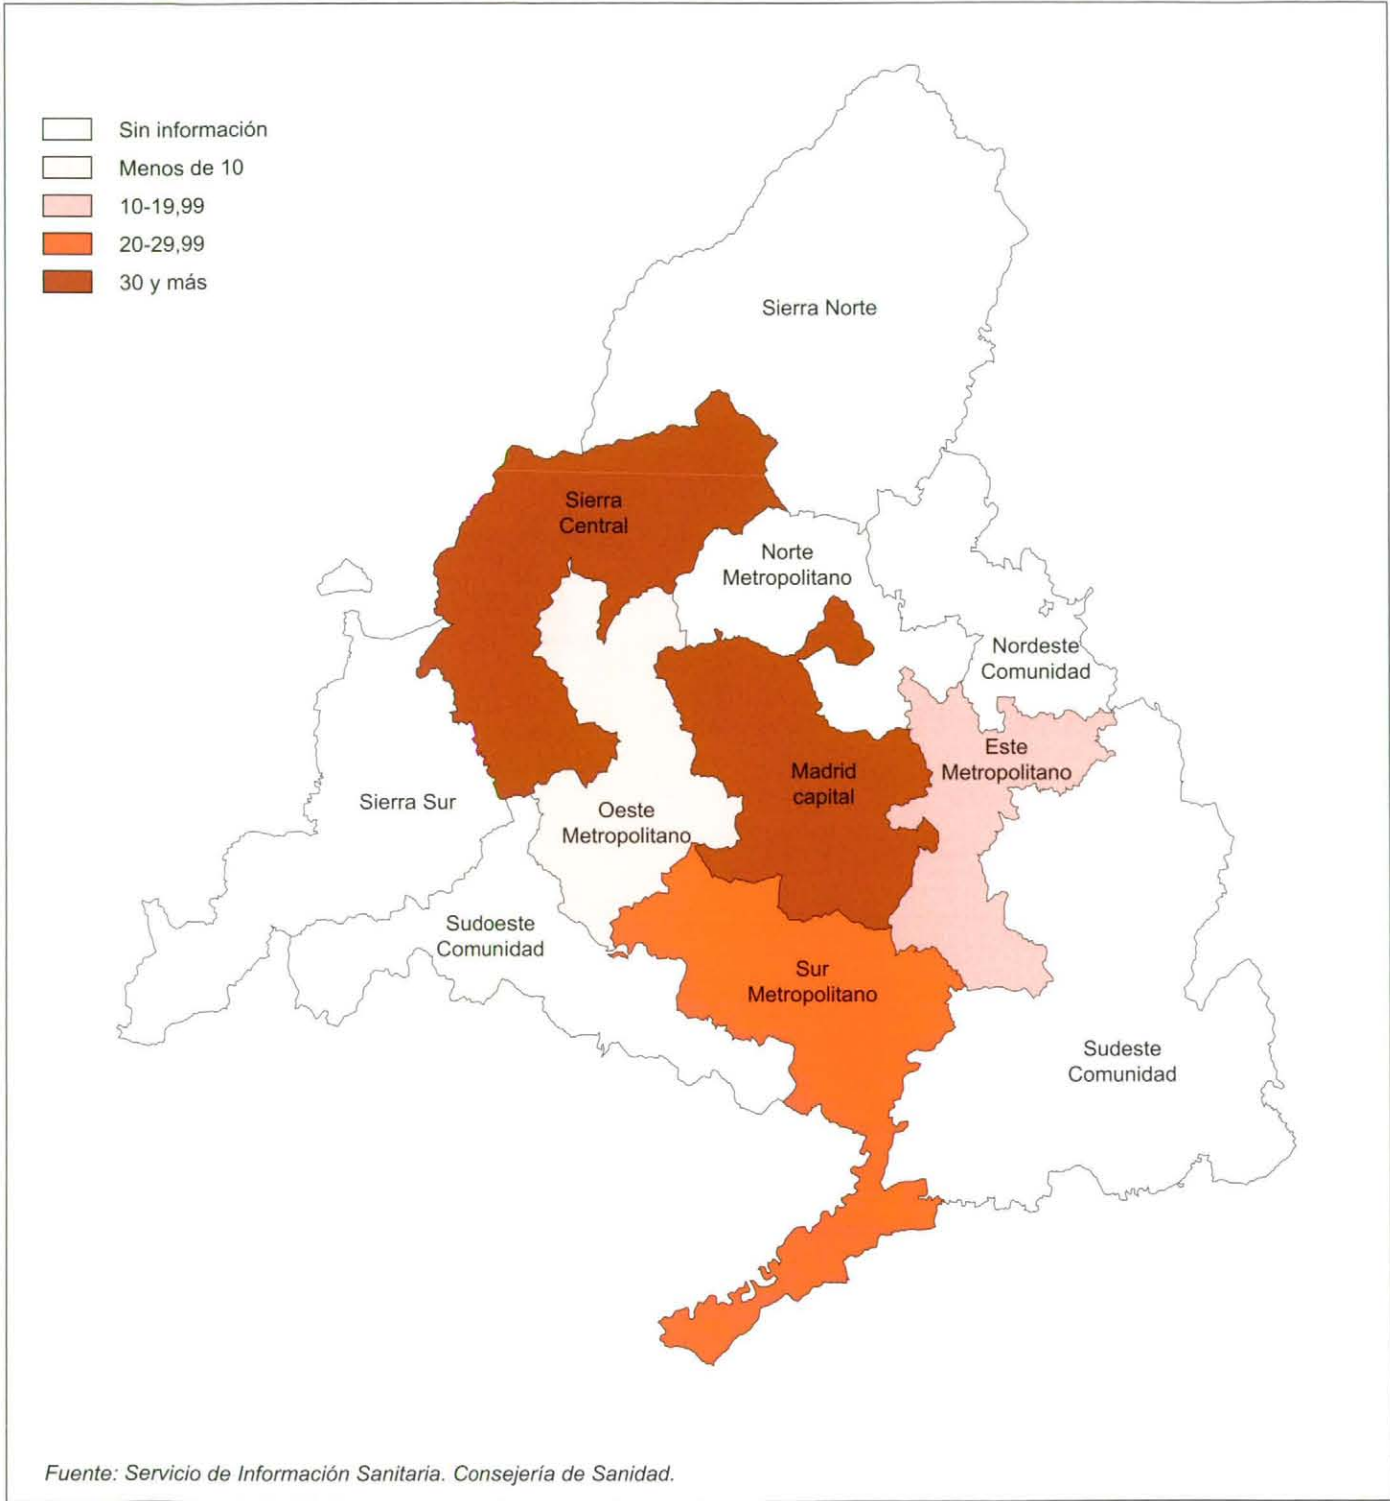 Sin información
Menos de 10
10-19,99
20-29,99
30 y más
Sierra Norte
Sierra
Central
Norte
Metropolitano
Nordeste
Comunidad
Este
Metropolitano
Madrid
capital
Sierra Sur
Oeste
Metropolitano
Sudoeste
Comunidad
Sur
Metropolitano
Sudeste
Comunidad
Fuente: Servicio de Información Sanitaria. Consejería de Sanidad.